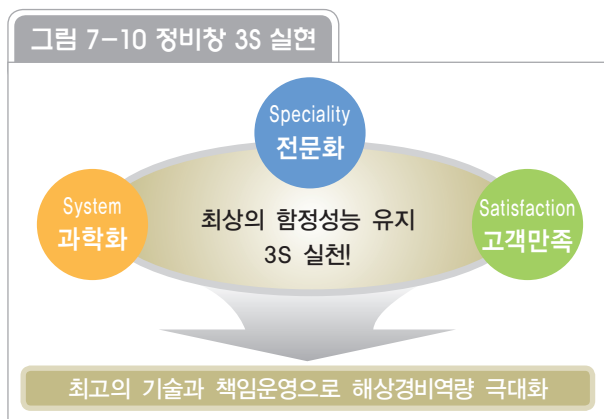 그림 7-10 정비창 3S 실현
Speciality
전문화
System
과학화
최상의 함정성능 유지
3S 실천!
Satisfaction
고객만족
최고의 기술과 책임운영으로 해상경비역량 극대화